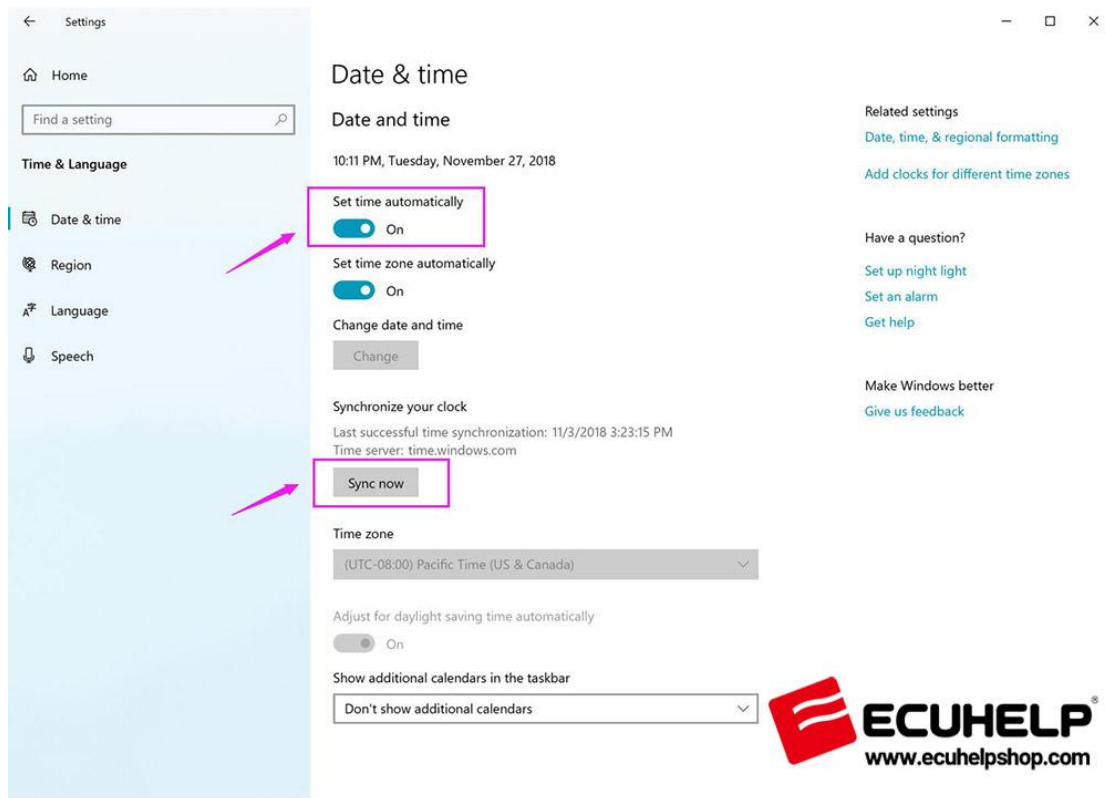 Settings
Home
Find a setting
Time & Language
Date & time
Region
Language
Speech
Date & time
Date and time
10:11 PM, Tuesday, November 27, 2018
Set time automatically
On
Set time zone automatically
On
Change date and time
Change
Synchronize your clock
Last successful time synchronization: 11/3/2018 3:23:15 PM
Time server: time.windows.com
Sync now
Time zone
(UTC-08:00) Pacific Time (US & Canada)
Adjust for daylight saving time automatically
On
Show additional calendars in the taskbar
Don't show additional calendars
Related settings
Date, time, & regional formatting
Add clocks for different time zones
Have a question?
Set up night light
Set an alarm
Get help
Make Windows better
Give us feedback
ECUHELP®
www.ecuhelpshop.com